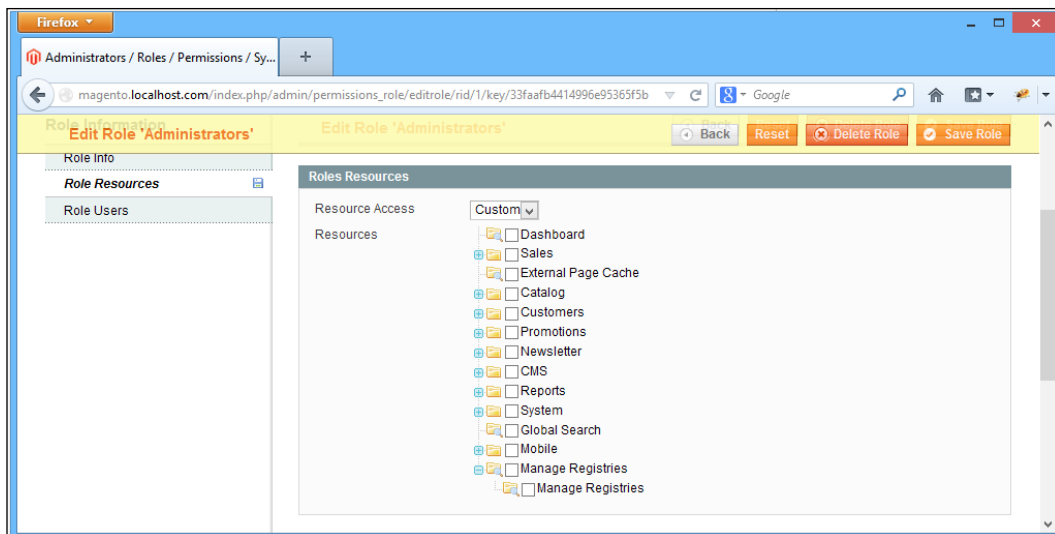 Firefox
Administrators / Roles / Permissions / Sy...
magento.localhost.com/index.php/admin/permissions_role/editrole/rid/1/key/33faafb4414996e95365f5b
Google
Role Information
Edit Role 'Administrators'
Edit Role 'Administrators'
Back
Reset
Delete Role
Save Role
Role Info
Role Resources
Role Users
Roles Resources
Resource Access
Custom
Resources
Dashboard
Sales
External Page Cache
Catalog
Customers
Promotions
Newsletter
CMS
Reports
System
Global Search
Mobile
Manage Registries
Manage Registries